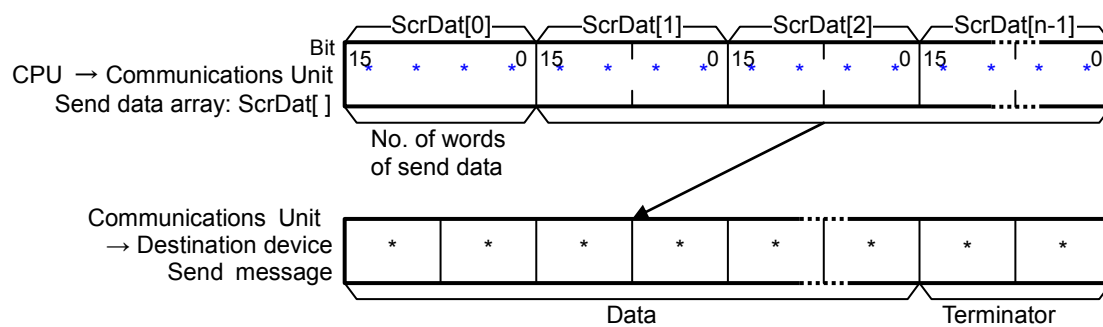 ScrDat[0] ScrDat[1] ScrDat[2] ScrDat[n-1]
Bit
15 0 15 0 15 0 15 0
CPU → Communications Unit
* * * * * * * * * * * * * * * *
Send data array: ScrDat[ ]
No. of words
of send data
Communications Unit
→ Destination device
* * * * * * * *
Send message
Data Terminator